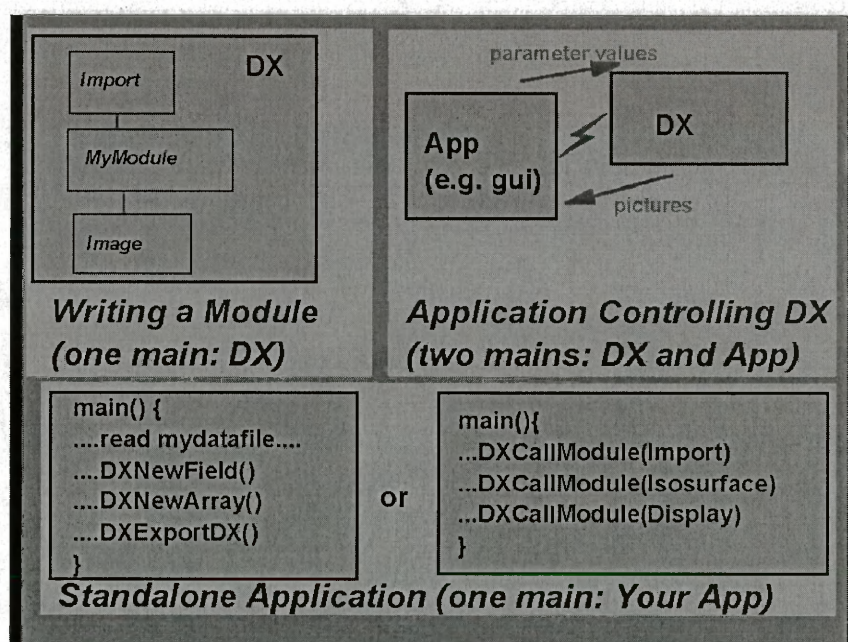 Import
DX
MyModule
Image
Writing a Module
(one main: DX)
parameter values
App
(e.g. gui)
DX
pictures
Application Controlling DX
(two mains: DX and App)
main() {
....read mydatafile....
....DXNewField()
....DXNewArray()
....DXExportDX()
}
or
main(){
...DXCallModule(Import)
...DXCallModule(Isosurface)
...DXCallModule(Display)
}
Standalone Application (one main: Your App)